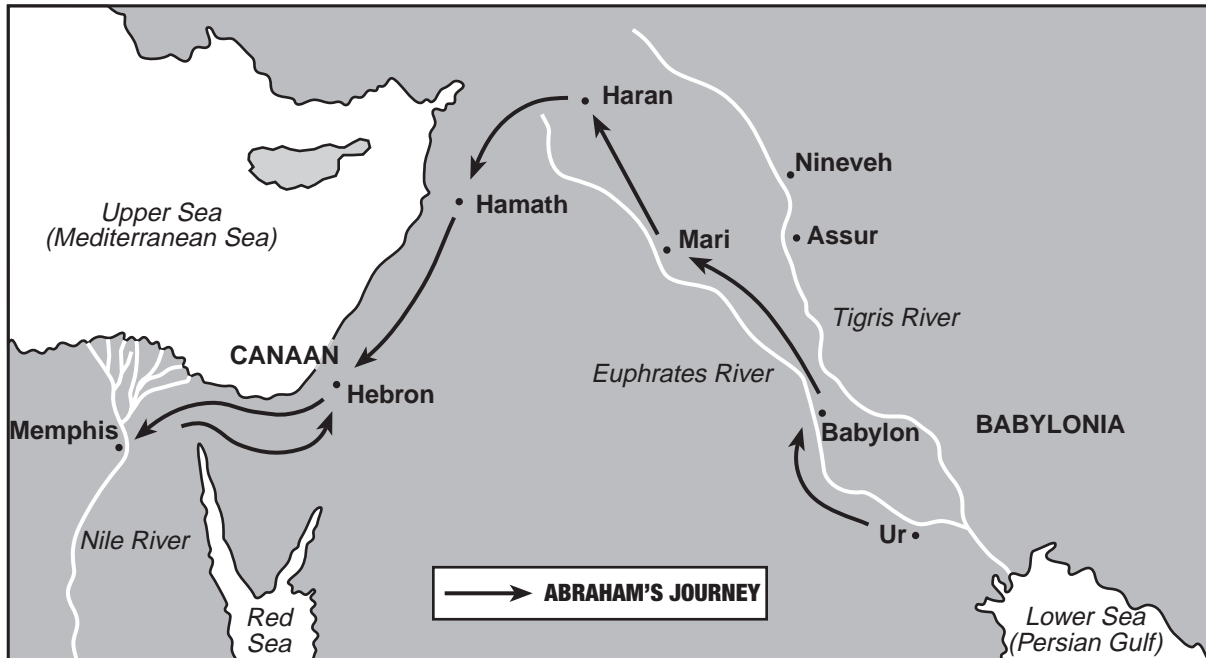 Haran
Nineveh
Hamath
Upper Sea
(Mediterranean Sea)
Mari
Assur
Tigris River
CANAAN
Euphrates River
Hebron
Memphis
Babylon
BABYLONIA
Nile River
Ur
ABRAHAM'S JOURNEY
Red
Sea
Lower Sea
(Persian Gulf)